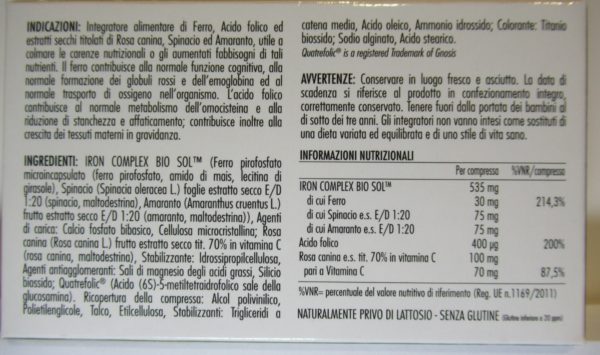 INDICAZIONI: Integratore alimentare di Ferro, Acido folico ed
estratti secchi titolati di Rosa canina, Spinacio ed Amaranto, utile a
colmare le carenze nutrizionali o gli aumentati fabbisogni di tali
nutrienti. Il ferro contribuisce alla normale funzione cognitiva, alla
normale formazione dei globuli rossi e dell'emoglobina ed al
normale trasporto di ossigeno nell'organismo. L'acido folico
contribuisce al normale metabolismo dell'omocisteina e alla
riduzione di stanchezza e affaticamento; contribuisce inoltre alla
crescita dei tessuti materni in gravidanza.
INGREDIENTI: IRON COMPLEX BIO SOL™ (Ferro pirofosfato
microincapsulato (ferro pirofosfato, amido di mais, lecitina di
girasole), Spinacio (Spinacia oleracea L.) foglie estratto secco E/D
1:20 (spinacio, maltodestrina), Amaranto (Amaranthus cruentus L.)
frutto estratto secco E/D 1:20 (amaranto, maltodestrina)), Agenti
di carica: Calcio fosfato bibasico, Cellulosa microcristallina; Rosa
canina (Rosa canina L.) frutto estratto secco tit. 70% in vitamina C
(rosa canina, maltodestrina), Stabilizzante: Idrossipropilcellulosa,
Agenti antiagglomeranti: Sali di magnesio degli acidi grassi, Silicio
biossido; Quatrefolic® (Acido (6S)-5-metiltetraidrofolico sale della
glucosamina). Ricopertura della compressa: Alcol polivinilico,
Polietilenglicole, Talco, Etilcellulosa, Stabilizzanti: Trigliceridi a
catena media, Acido oleico, Ammonio idrossido; Colorante: Titanio
biossido; Sodio alginato, Acido stearico.
Quatrefolic® is a registered Trademark of Gnosis
AVVERTENZE: Conservare in luogo fresco e asciutto. La data di
scadenza si riferisce al prodotto in confezionamento integro,
correttamente conservato. Tenere fuori dalla portata dei bambini al
di sotto dei tre anni. Gli integratori non vanno intesi come sostituti di
una dieta variata ed equilibrata e di uno stile di vita sano.
INFORMAZIONI NUTRIZIONALI
Per compressa %VNR/compressa
IRON COMPLEX BIO SOL™ 535 mg
di cui Ferro 30 mg 214,3%
di cui Spinacio e.s. E/D 1:20 75 mg
di cui Amaranto e.s. E/D 1:20 75 mg
Acido folico 400 µg 200%
Rosa canina e.s. tit. 70% in vitamina C 100 mg
pari a Vitamina C 70 mg 87,5%
%VNR= percentuale del valore nutritivo di riferimento (Reg. UE n.1169/2011)
NATURALMENTE PRIVO DI LATTOSIO - SENZA GLUTINE (Glutine inferiore a 20 ppm)